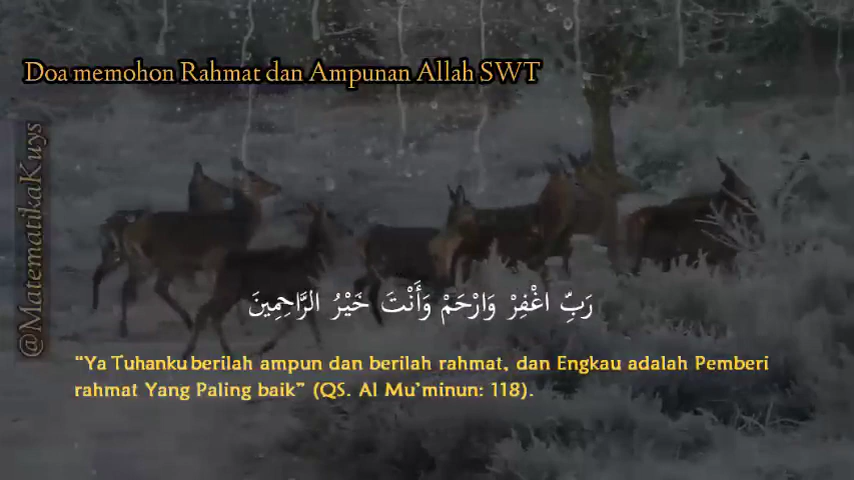 Doa memohon Rahmat dan Ampunan Allah SWT
@MatematikaKuys
رَبِّ اغْفِرْ وَارْحَمْ وَأَنْتَ خَيْرُ الرَّاحِمِينَ
“Ya Tuhanku berilah ampun dan berilah rahmat, dan Engkau adalah Pemberi
rahmat Yang Paling baik” (QS. Al Mu’minun: 118).